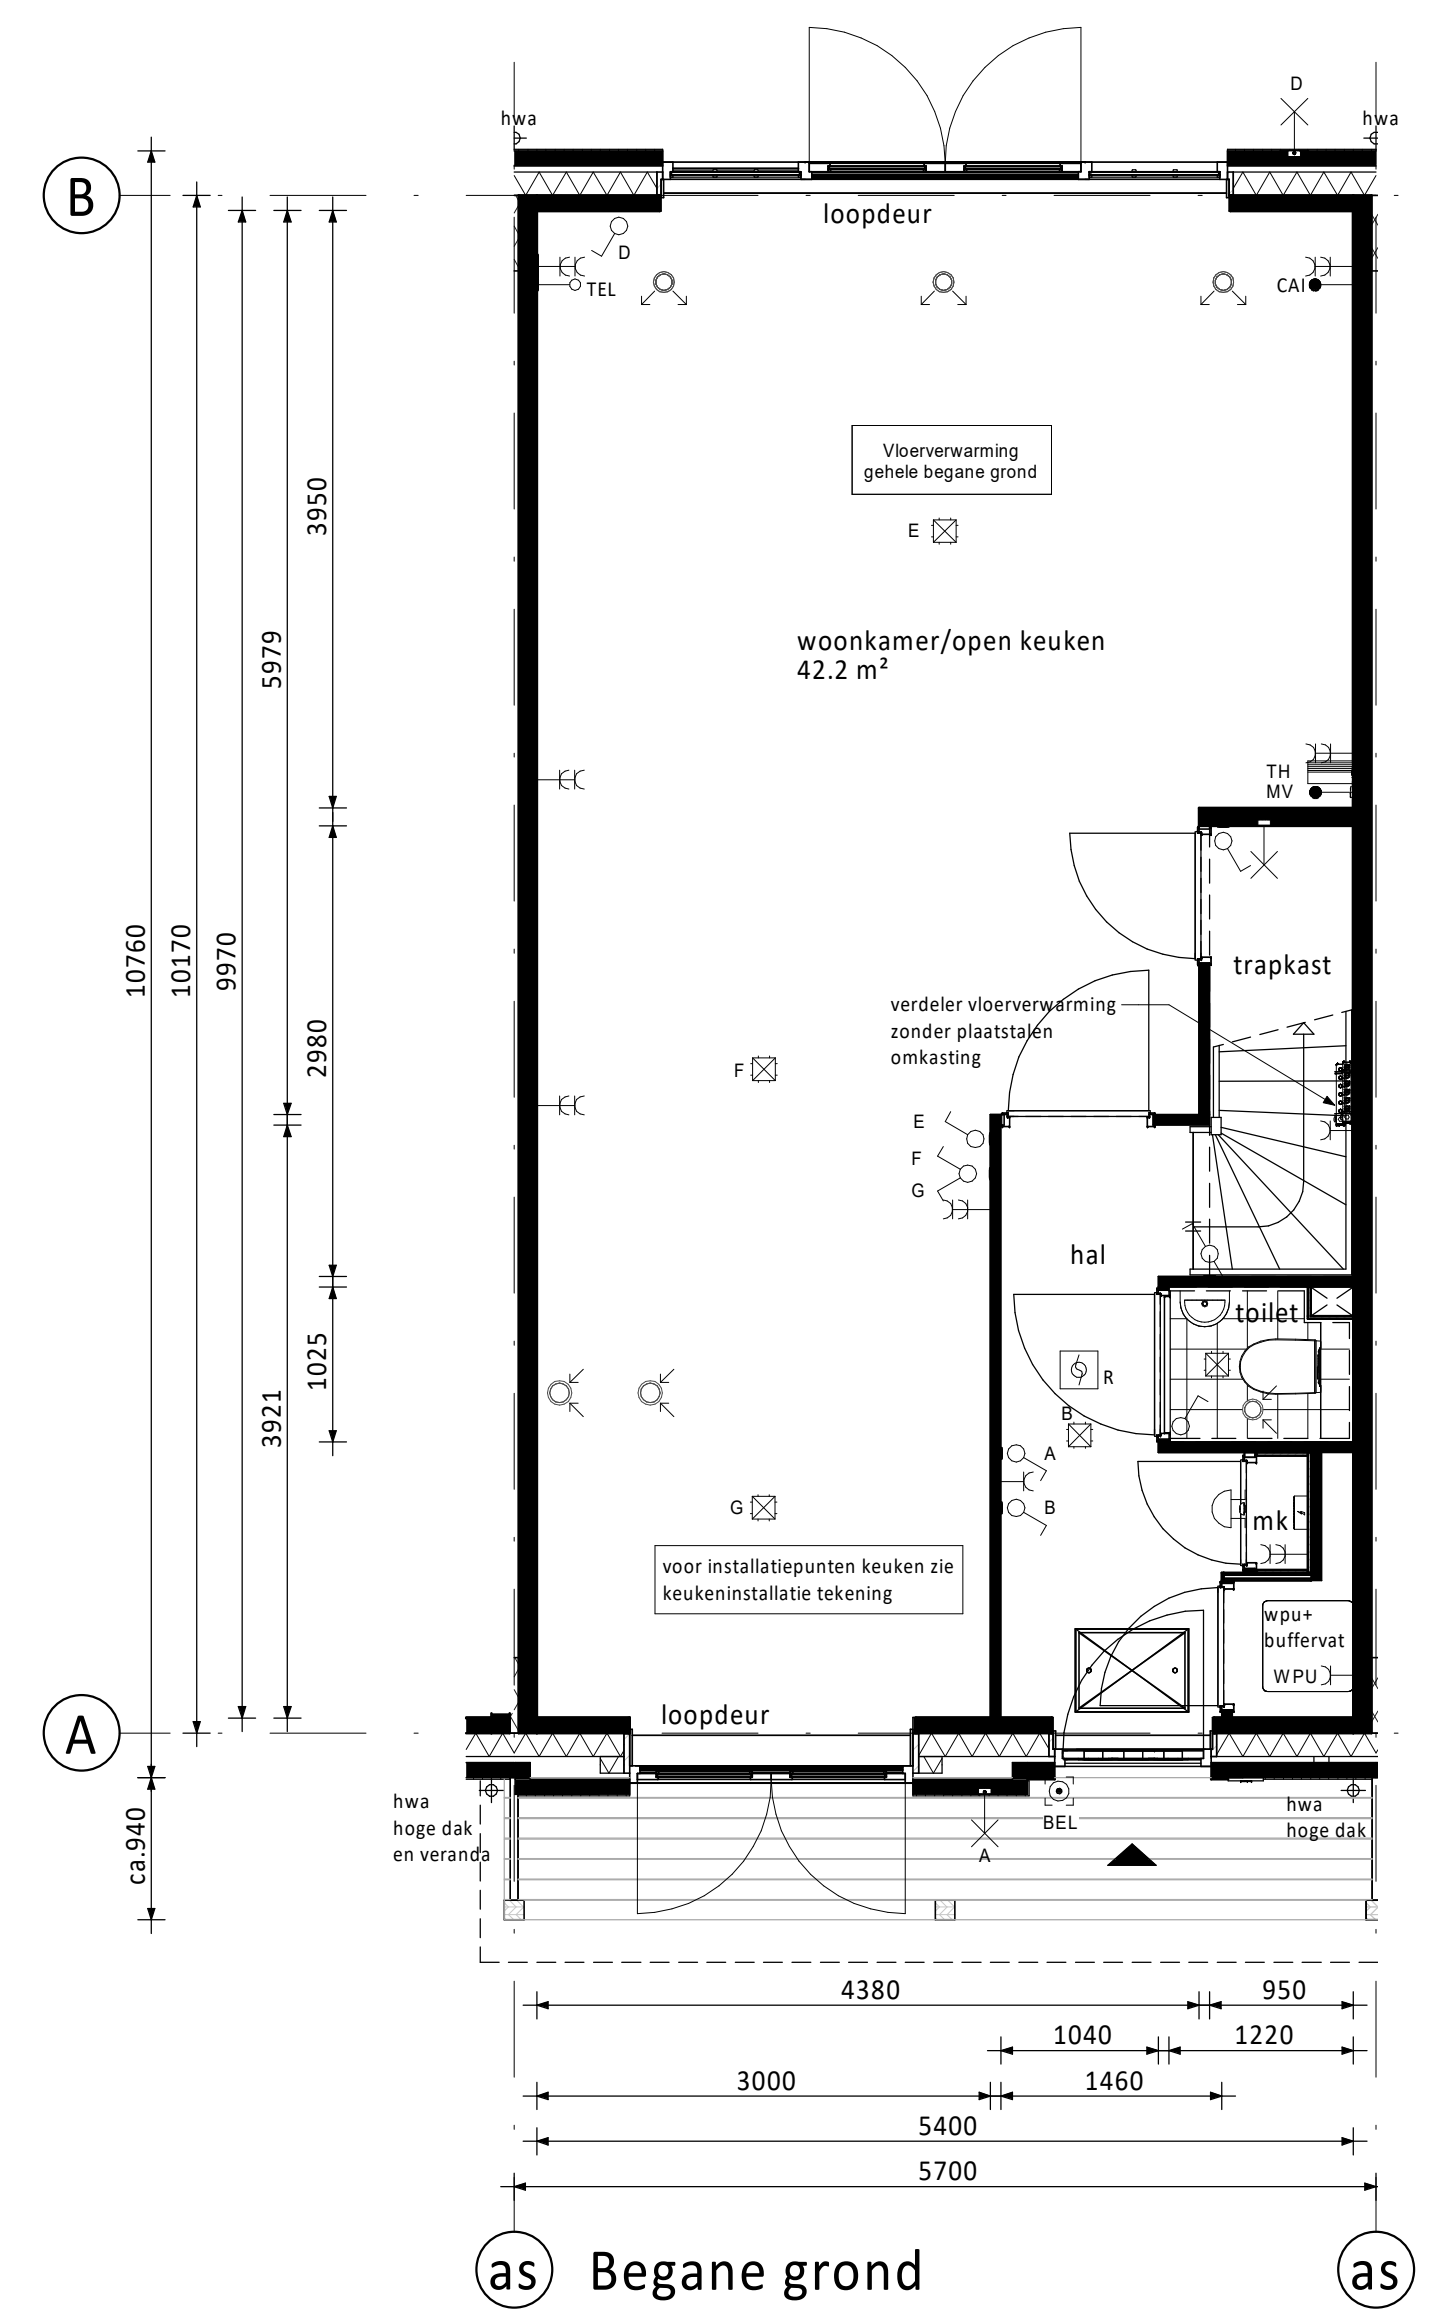 D
hwa
hwa
B
loopdeur
D
TEL
CAI
Vloerverwarming
gehele begane grond
3950
E
5979
woonkamer/open keuken
42.2 m²
TH
MV
10760
10170
9970
trapkast
verdeler vloerverwarming
zonder plaatstalen
omkasting
2980
F
E
F
G
hal
toilet
1025
3921
R
B
A
B
G
mk
voor installatiepunten keuken zie
keukeninstallatie tekening
wpu+
buffervat
WPU
loopdeur
A
hwa
hoge dak
en veranda
ca.940
BEL
A
hwa
hoge dak
4380
950
1040
1220
3000
1460
5400
5700
as
Begane grond
as